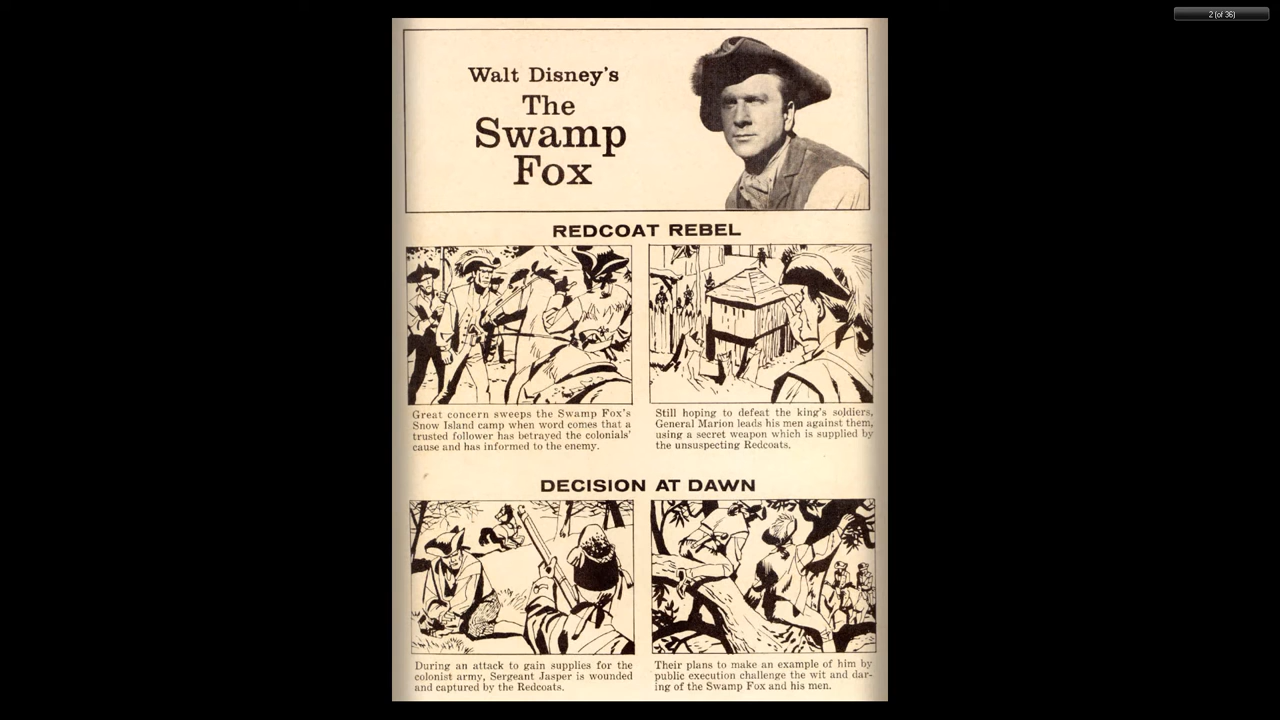 2 (of 36)
Walt Disney's
The
Swamp
Fox
REDCOAT REBEL
Great concern sweeps the Swamp Fox's
Snow Island camp when word comes that a
trusted follower has betrayed the colonials'
cause and has informed to the enemy.
Still hoping to defeat the king's soldiers,
General Marion leads his men against them,
using a secret weapon which is supplied by
the unsuspecting Redcoats.
DECISION AT DAWN
During an attack to gain supplies for the
colonist army, Sergeant Jasper is wounded
and captured by the Redcoats.
Their plans to make an example of him by
public execution challenge the wit and dar-
ing of the Swamp Fox and his men.